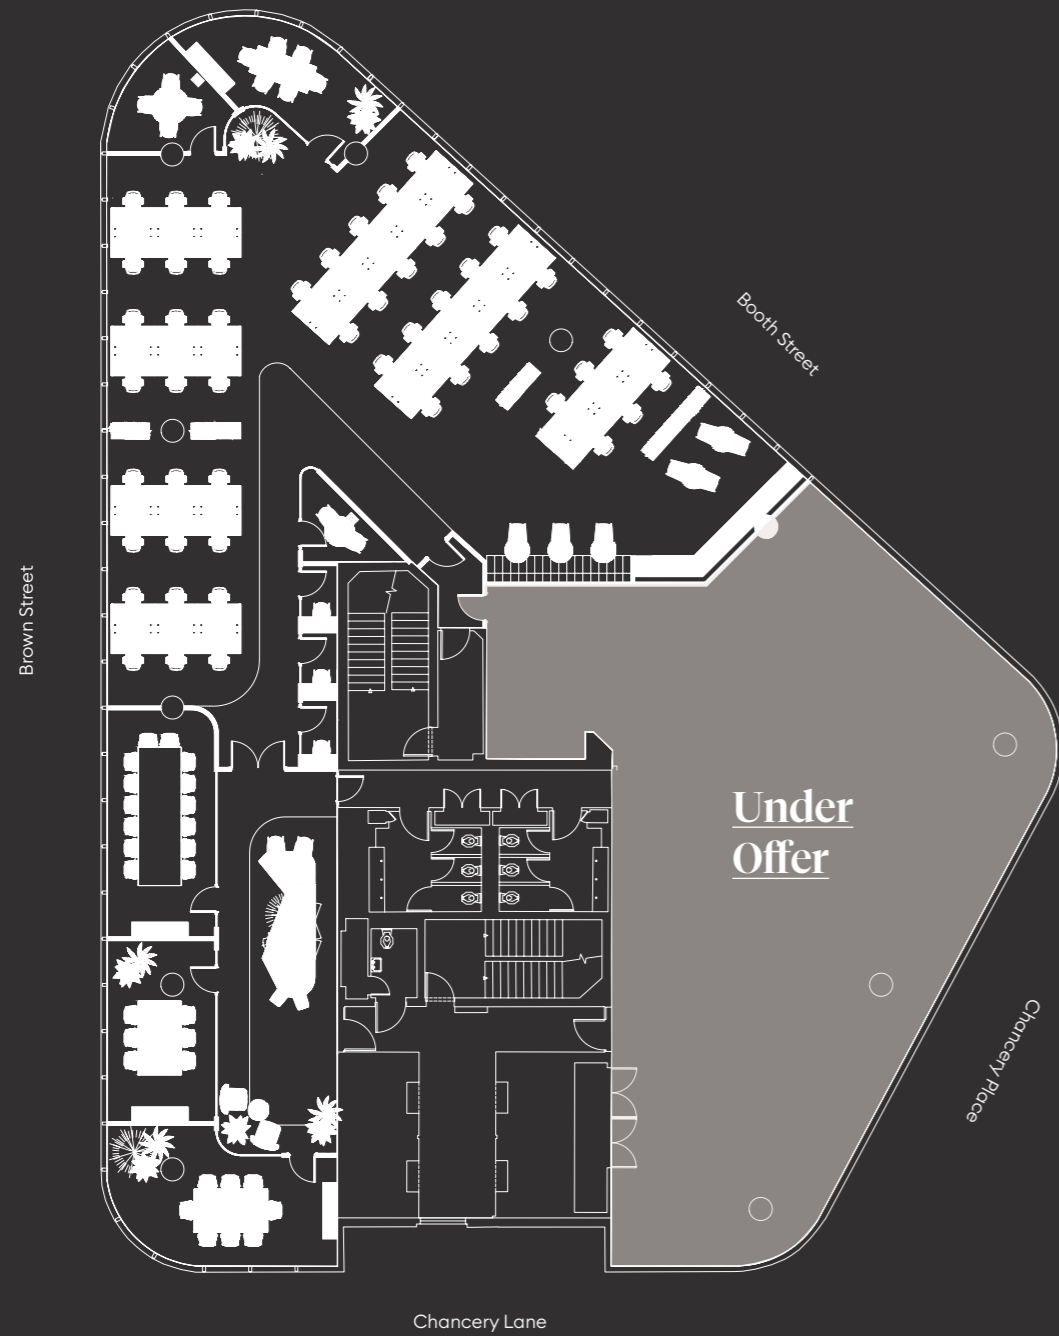 Booth Street
Brown Street
Under
Offer
Chancery Place
Chancery Lane